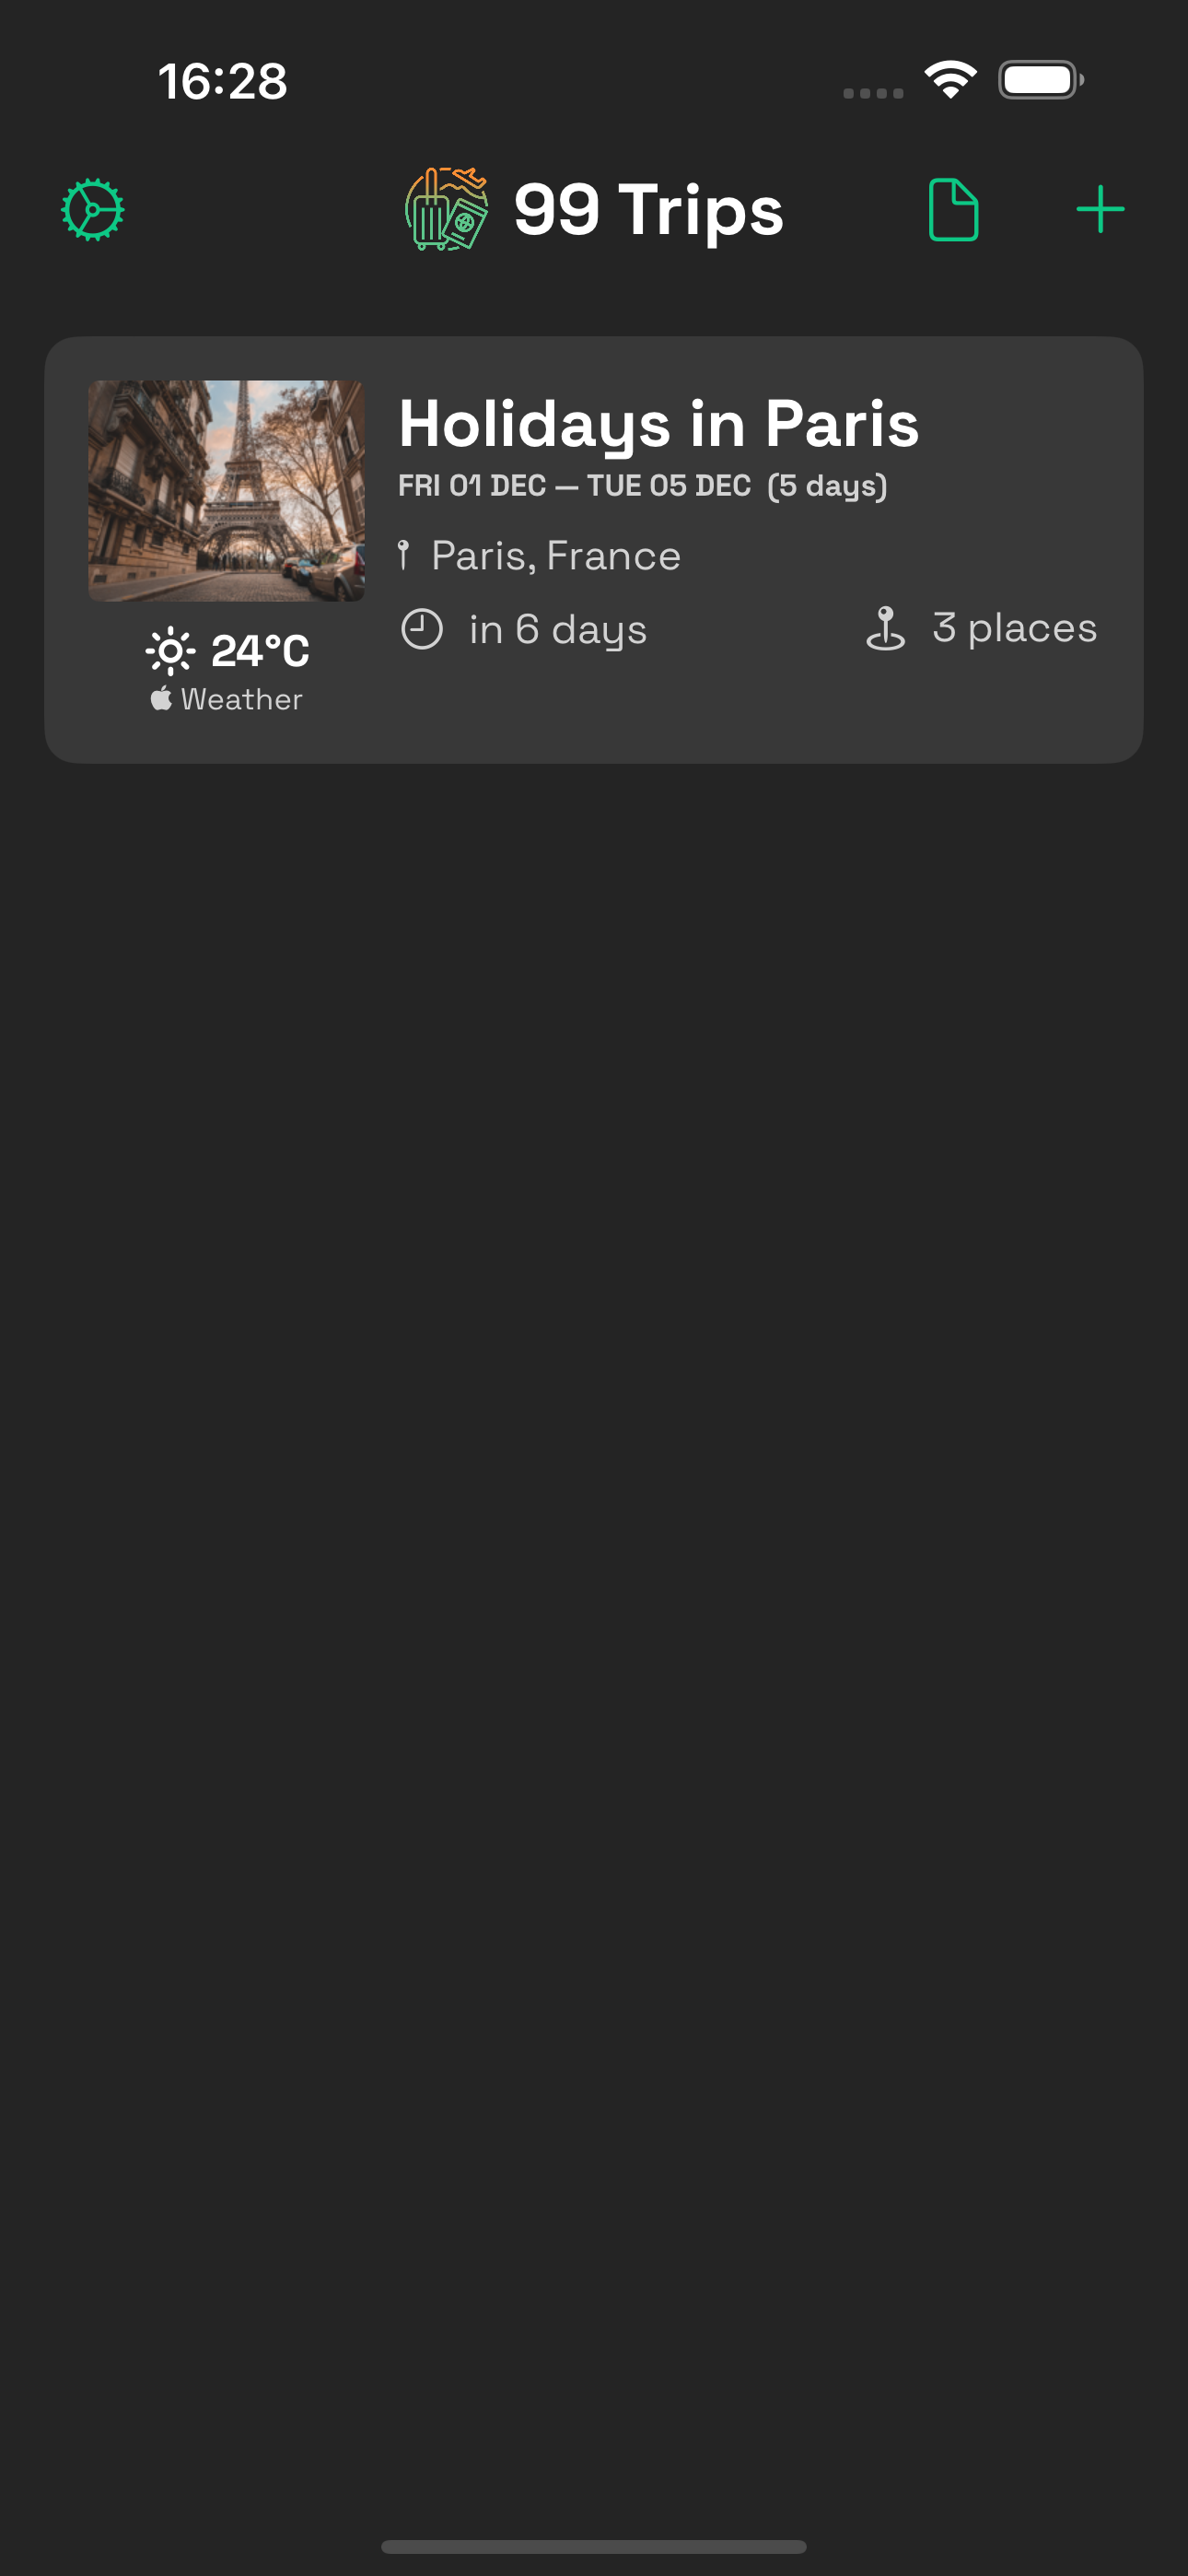 16:28
99 Trips
Holidays in Paris
FRI 01 DEC — TUE 05 DEC (5 days)
Paris, France
in 6 days
3 places
24°C
Weather